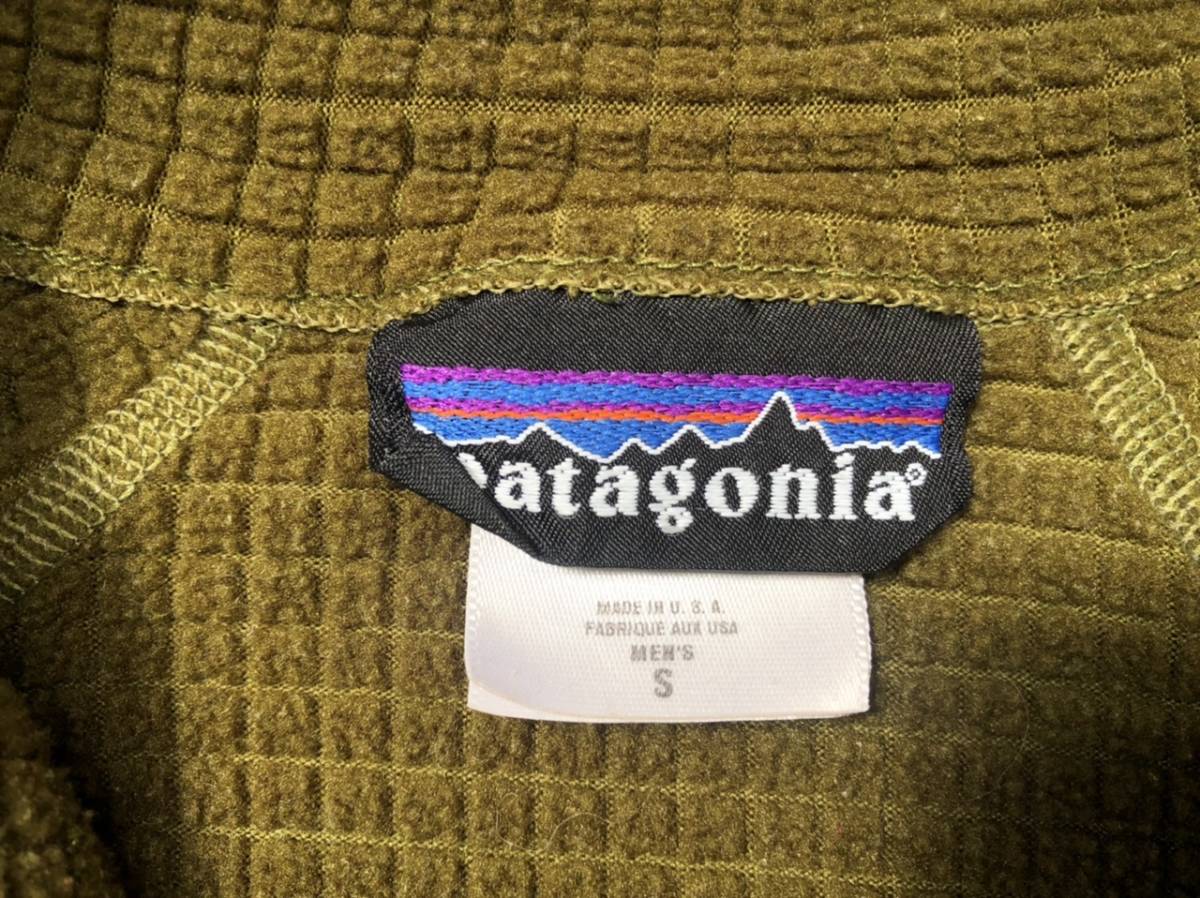 patagonia®
MADE IN U. S. A.
FABRIQUE AUX USA
MEN'S
S